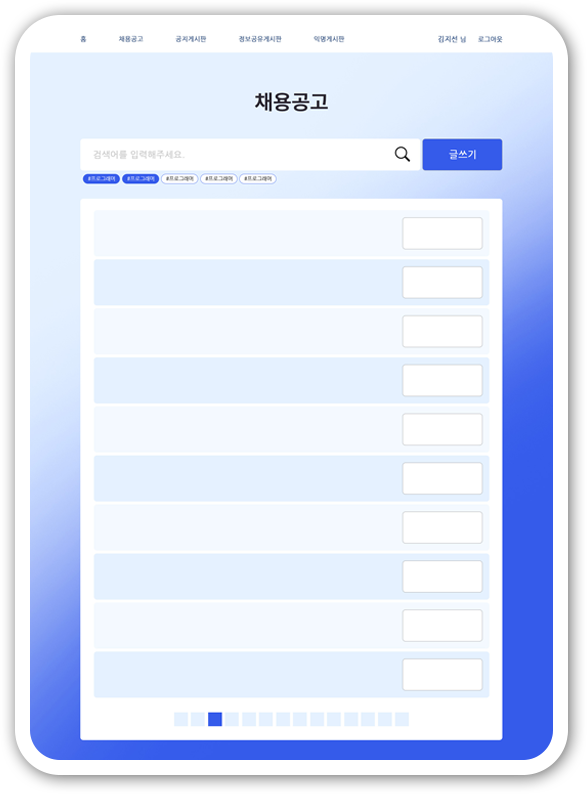 홈 채용공고 공지게시판 정보공유게시판 익명게시판 김지선 님 로그아웃
채용공고
검색어를 입력해주세요. 글쓰기
#프로그래머 #프로그래머 #프로그래머 #프로그래머 #프로그래머